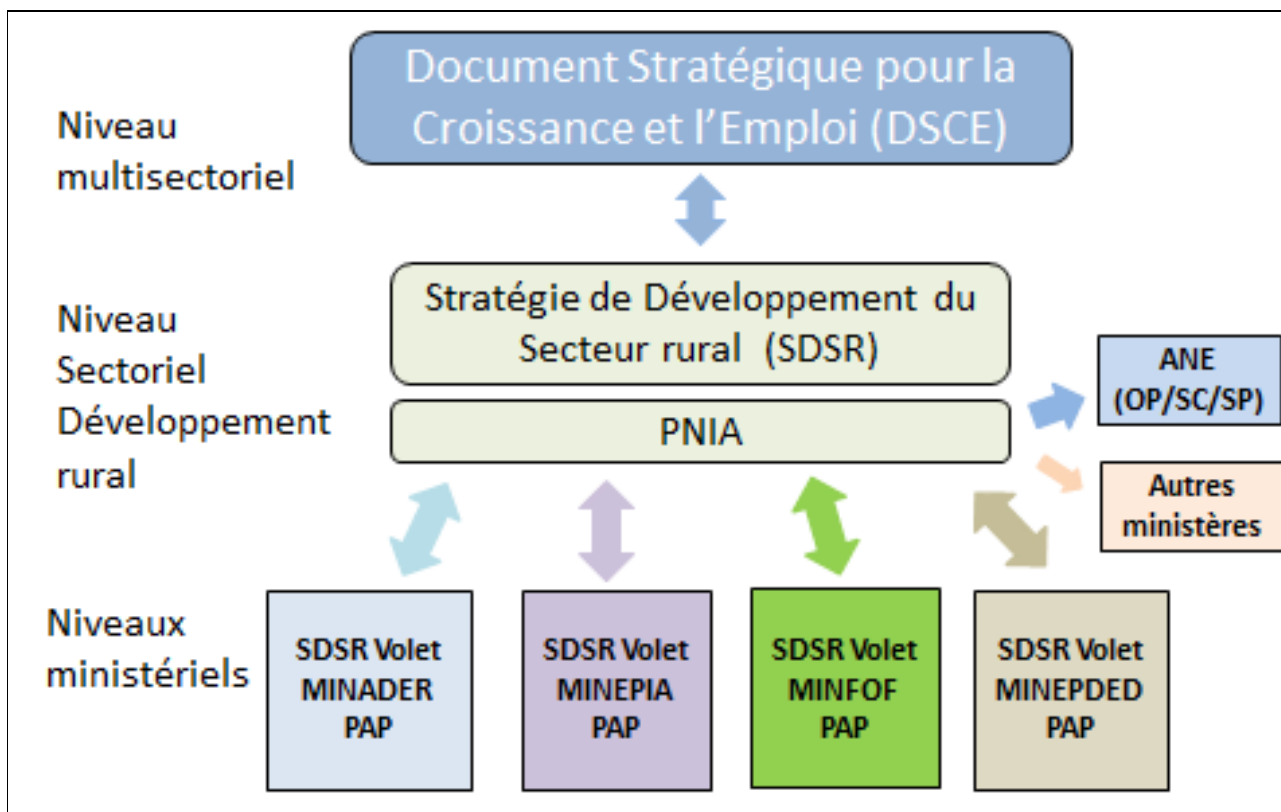 Document Stratégique pour la
Croissance et l'Emploi (DSCE)
Niveau
multisectoriel
Stratégie de Développement du
Secteur rural (SDSR)
Niveau
Sectoriel
Développement
rural
PNIA
ANE
(OP/SC/SP)
Autres
ministères
Niveaux
ministériels
SDSR Volet
MINADER
PAP
SDSR Volet
MINEPIA
PAP
SDSR Volet
MINFOF
PAP
SDSR Volet
MINEPDED
PAP